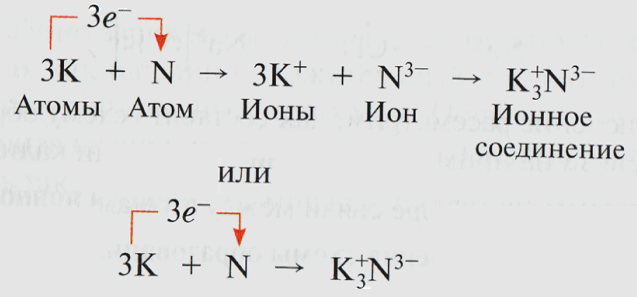 3e⁻
3K + N → 3K⁺ + N³⁻ → K₃⁺N³⁻
Атомы Атом Ионы Ион Ионное
соединение
или
3e⁻
3K + N → K₃⁺N³⁻